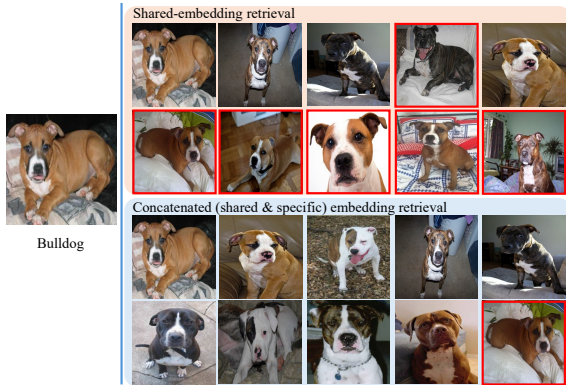 Shared-embedding retrieval
Bulldog
Concatenated (shared & specific) embedding retrieval